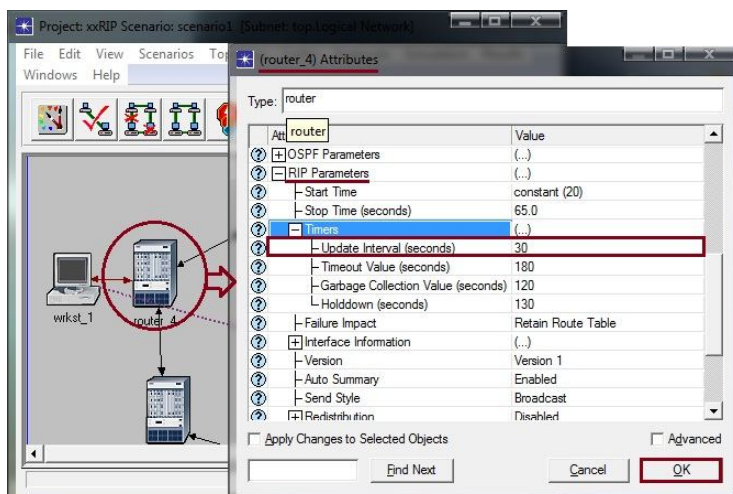 Project: xxRIP Scenario: scenario1 [Subnet: top.Logical Network]
File Edit View Scenarios
Windows Help
wrkst_1
router_4
(router_4) Attributes
Type: router
router
Value
OSPF Parameters (...)
RIP Parameters (...)
Start Time constant (20)
Stop Time (seconds) 65.0
Timers (...)
Update Interval (seconds) 30
Timeout Value (seconds) 180
Garbage Collection Value (seconds) 120
Holddown (seconds) 130
Failure Impact Retain Route Table
Interface Information (...)
Version Version 1
Auto Summary Enabled
Send Style Broadcast
Redistribution Disabled
Apply Changes to Selected Objects Advanced
Find Next Cancel OK